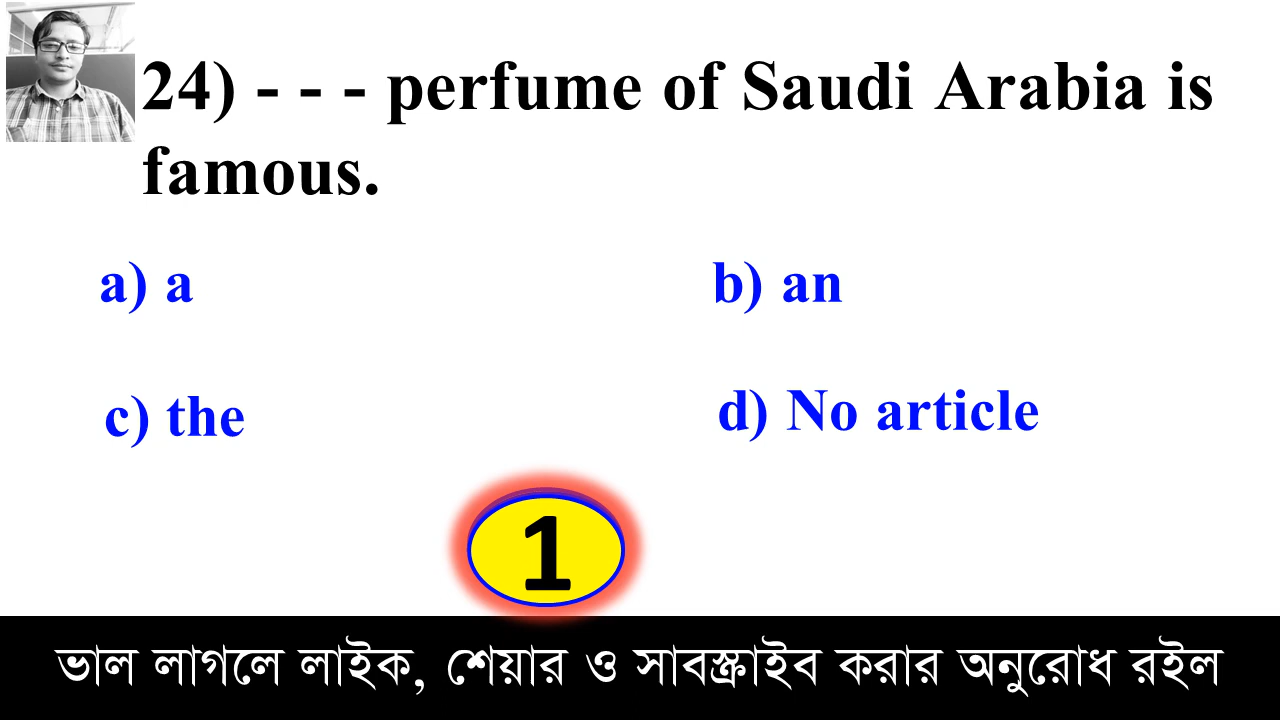 24) - - - perfume of Saudi Arabia is
famous.
a) a
b) an
c) the
d) No article
1
ভাল লাগলে লাইক, শেয়ার ও সাবস্ক্রাইব করার অনুরোধ রইল